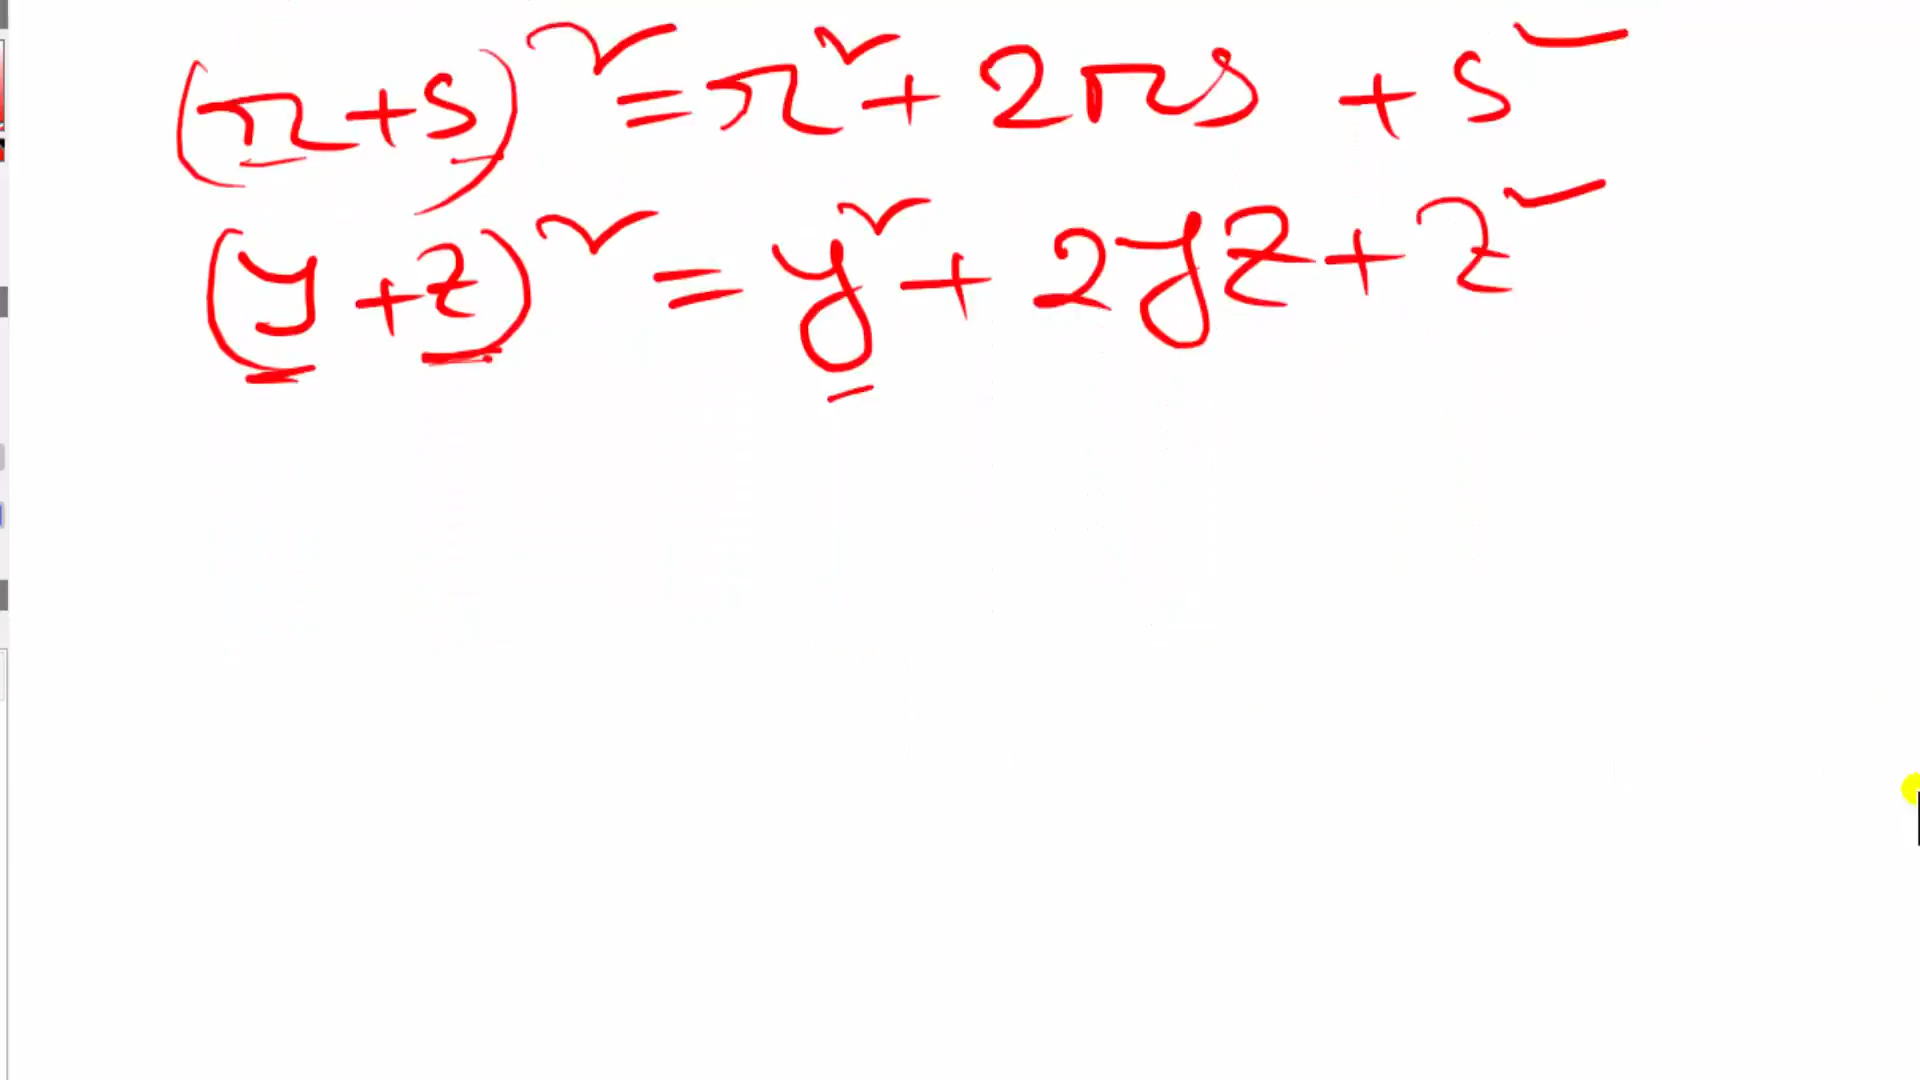 (r+s)² = r² + 2rs + s²
(y+z)² = y² + 2yz + z²